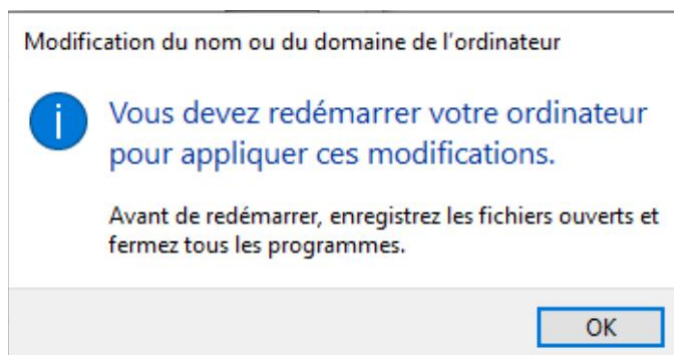 Modification du nom ou du domaine de l'ordinateur
Vous devez redémarrer votre ordinateur
pour appliquer ces modifications.
Avant de redémarrer, enregistrez les fichiers ouverts et
fermez tous les programmes.
OK